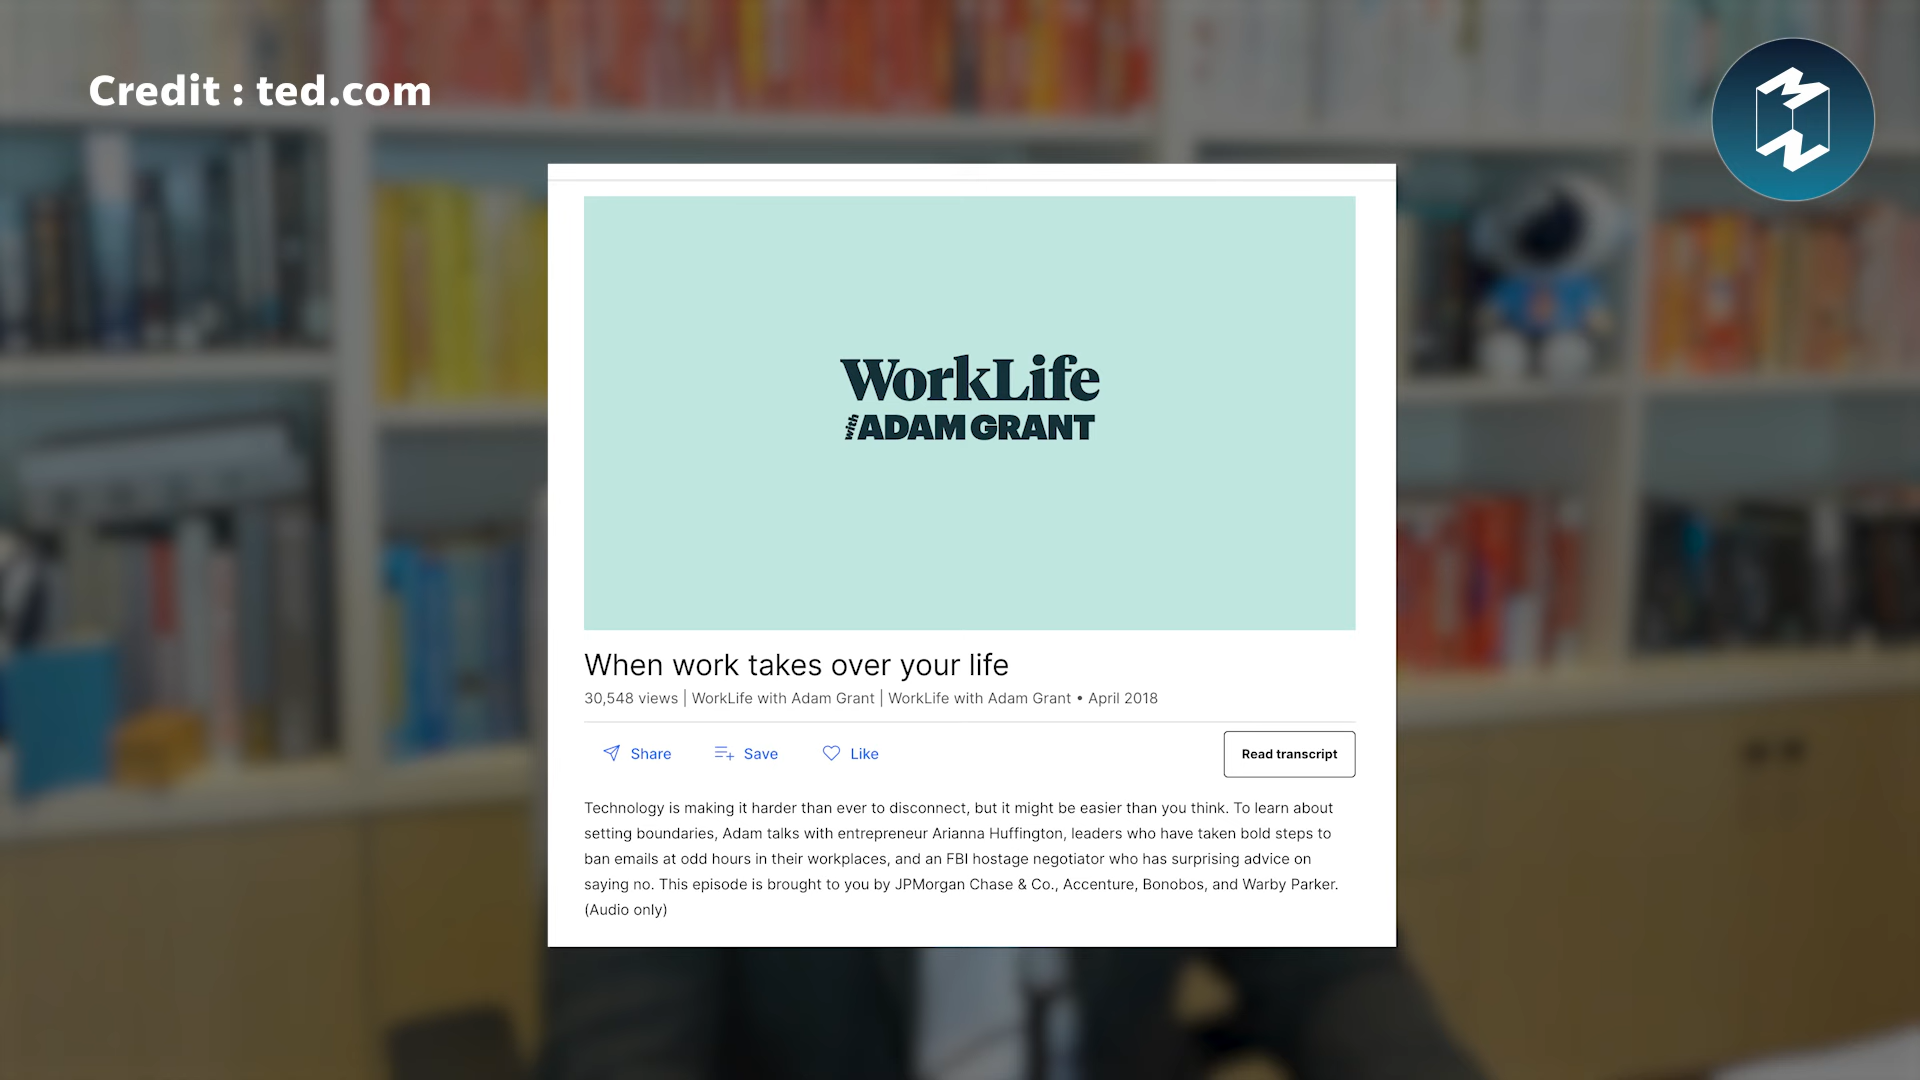 Credit : ted.com
WorkLife
with ADAM GRANT
When work takes over your life
30,548 views | WorkLife with Adam Grant | WorkLife with Adam Grant • April 2018
Share Save Like Read transcript
Technology is making it harder than ever to disconnect, but it might be easier than you think. To learn about
setting boundaries, Adam talks with entrepreneur Arianna Huffington, leaders who have taken bold steps to
ban emails at odd hours in their workplaces, and an FBI hostage negotiator who has surprising advice on
saying no. This episode is brought to you by JPMorgan Chase & Co., Accenture, Bonobos, and Warby Parker.
(Audio only)